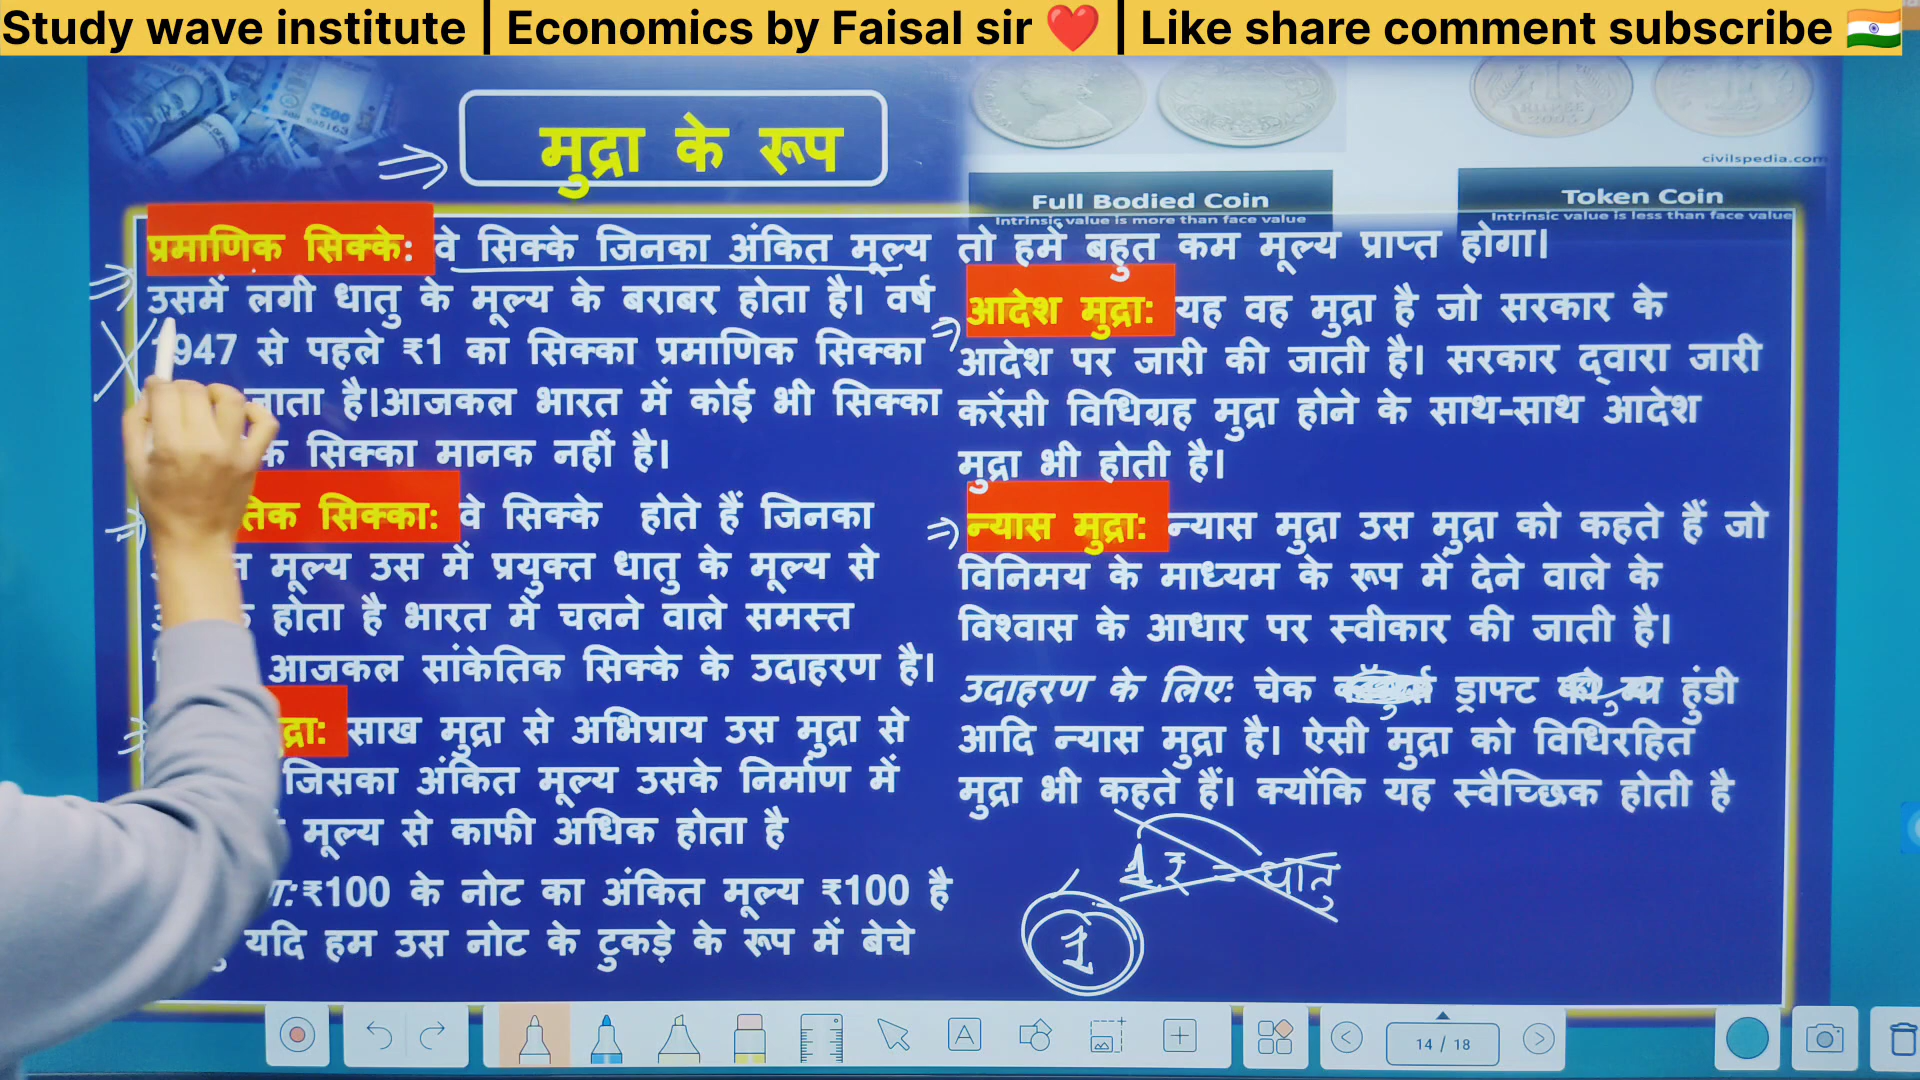 Study wave institute | Economics by Faisal sir ❤️ | Like share comment subscribe 🇮🇳
मुद्रा के रूप
civilspedia.com
Full Bodied Coin
Intrinsic value is more than face value
Token Coin
Intrinsic value is less than face value
प्रमाणिक सिक्के: वे सिक्के जिनका अंकित मूल्य
उसमें लगी धातु के मूल्य के बराबर होता है। वर्ष
1947 से पहले ₹1 का सिक्का प्रमाणिक सिक्का
जाता है।आजकल भारत में कोई भी सिक्का
सिक्का मानक नहीं है।
सिक्का: वे सिक्के होते हैं जिनका
मूल्य उस में प्रयुक्त धातु के मूल्य से
होता है भारत में चलने वाले समस्त
आजकल सांकेतिक सिक्के के उदाहरण है।
साख मुद्रा से अभिप्राय उस मुद्रा से
जिसका अंकित मूल्य उसके निर्माण में
मूल्य से काफी अधिक होता है
₹100 के नोट का अंकित मूल्य ₹100 है
यदि हम उस नोट के टुकड़े के रूप में बेचे
तो हमें बहुत कम मूल्य प्राप्त होगा।
आदेश मुद्रा: यह वह मुद्रा है जो सरकार के
आदेश पर जारी की जाती है। सरकार द्वारा जारी
करेंसी विधिग्रह मुद्रा होने के साथ-साथ आदेश
मुद्रा भी होती है।
न्यास मुद्रा: न्यास मुद्रा उस मुद्रा को कहते हैं जो
विनिमय के माध्यम के रूप में देने वाले के
विश्वास के आधार पर स्वीकार की जाती है।
उदाहरण के लिए: चेक ड्राफ्ट हुंडी
आदि न्यास मुद्रा है। ऐसी मुद्रा को विधिरहित
मुद्रा भी कहते हैं। क्योंकि यह स्वैच्छिक होती है
1 ₹ = धातु
1
14 / 18